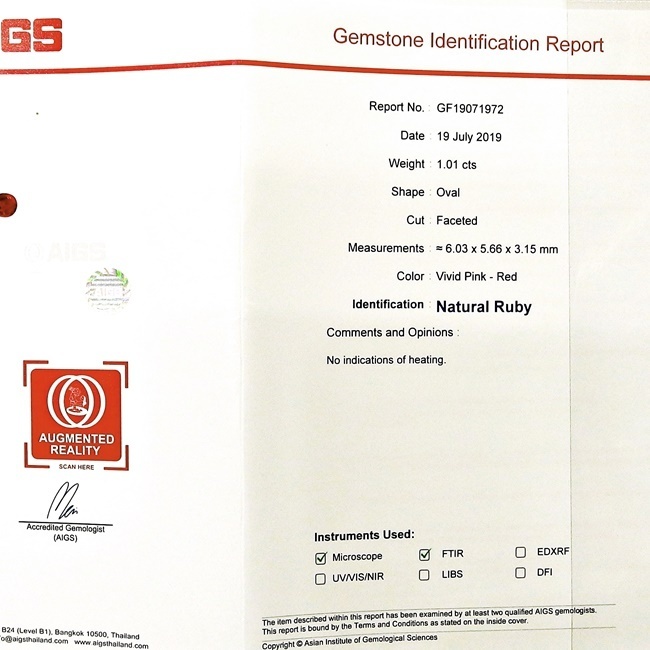 GS
Gemstone Identification Report
Report No. : GF19071972
Date : 19 July 2019
Weight : 1.01 cts
Shape : Oval
Cut : Faceted
Measurements : ≈ 6.03 x 5.66 x 3.15 mm
Color : Vivid Pink - Red
Identification : Natural Ruby
Comments and Opinions :
No indications of heating.
AIGS
AUGMENTED
REALITY
SCAN HERE
Accredited Gemologist
(AIGS)
Instruments Used:
Microscope FTIR EDXRF
UV/VIS/NIR LIBS DFI
The item described within this report has been examined by at least two qualified AIGS gemologists.
This report is bound by the Terms and Conditions as stated on the inside cover.
Copyright © Asian Institute of Gemological Sciences
B24 (Level B1), Bangkok 10500, Thailand
o@aigsthailand.com www.aigsthailand.com